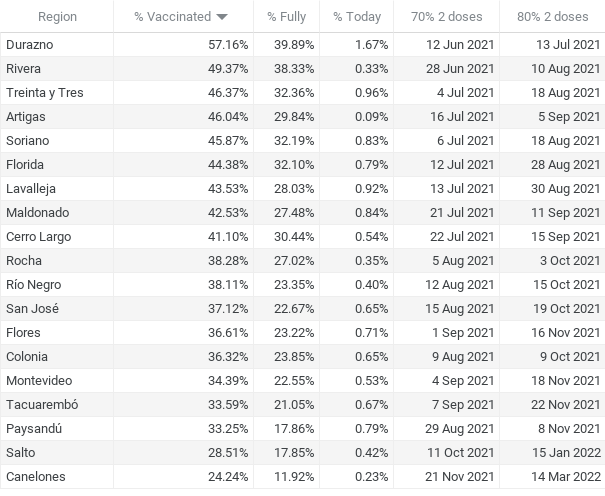 Region % Vaccinated % Fully % Today 70% 2 doses 80% 2 doses
Durazno 57.16% 39.89% 1.67% 12 Jun 2021 13 Jul 2021
Rivera 49.37% 38.33% 0.33% 28 Jun 2021 10 Aug 2021
Treinta y Tres 46.37% 32.36% 0.96% 4 Jul 2021 18 Aug 2021
Artigas 46.04% 29.84% 0.09% 16 Jul 2021 5 Sep 2021
Soriano 45.87% 32.19% 0.83% 6 Jul 2021 18 Aug 2021
Florida 44.38% 32.10% 0.79% 12 Jul 2021 28 Aug 2021
Lavalleja 43.53% 28.03% 0.92% 13 Jul 2021 30 Aug 2021
Maldonado 42.53% 27.48% 0.84% 21 Jul 2021 11 Sep 2021
Cerro Largo 41.10% 30.44% 0.54% 22 Jul 2021 15 Sep 2021
Rocha 38.28% 27.02% 0.35% 5 Aug 2021 3 Oct 2021
Río Negro 38.11% 23.35% 0.40% 12 Aug 2021 15 Oct 2021
San José 37.12% 22.67% 0.65% 15 Aug 2021 19 Oct 2021
Flores 36.61% 23.22% 0.71% 1 Sep 2021 16 Nov 2021
Colonia 36.32% 23.85% 0.65% 9 Aug 2021 9 Oct 2021
Montevideo 34.39% 22.55% 0.53% 4 Sep 2021 18 Nov 2021
Tacuarembó 33.59% 21.05% 0.67% 7 Sep 2021 22 Nov 2021
Paysandú 33.25% 17.86% 0.79% 29 Aug 2021 8 Nov 2021
Salto 28.51% 17.85% 0.42% 11 Oct 2021 15 Jan 2022
Canelones 24.24% 11.92% 0.23% 21 Nov 2021 14 Mar 2022